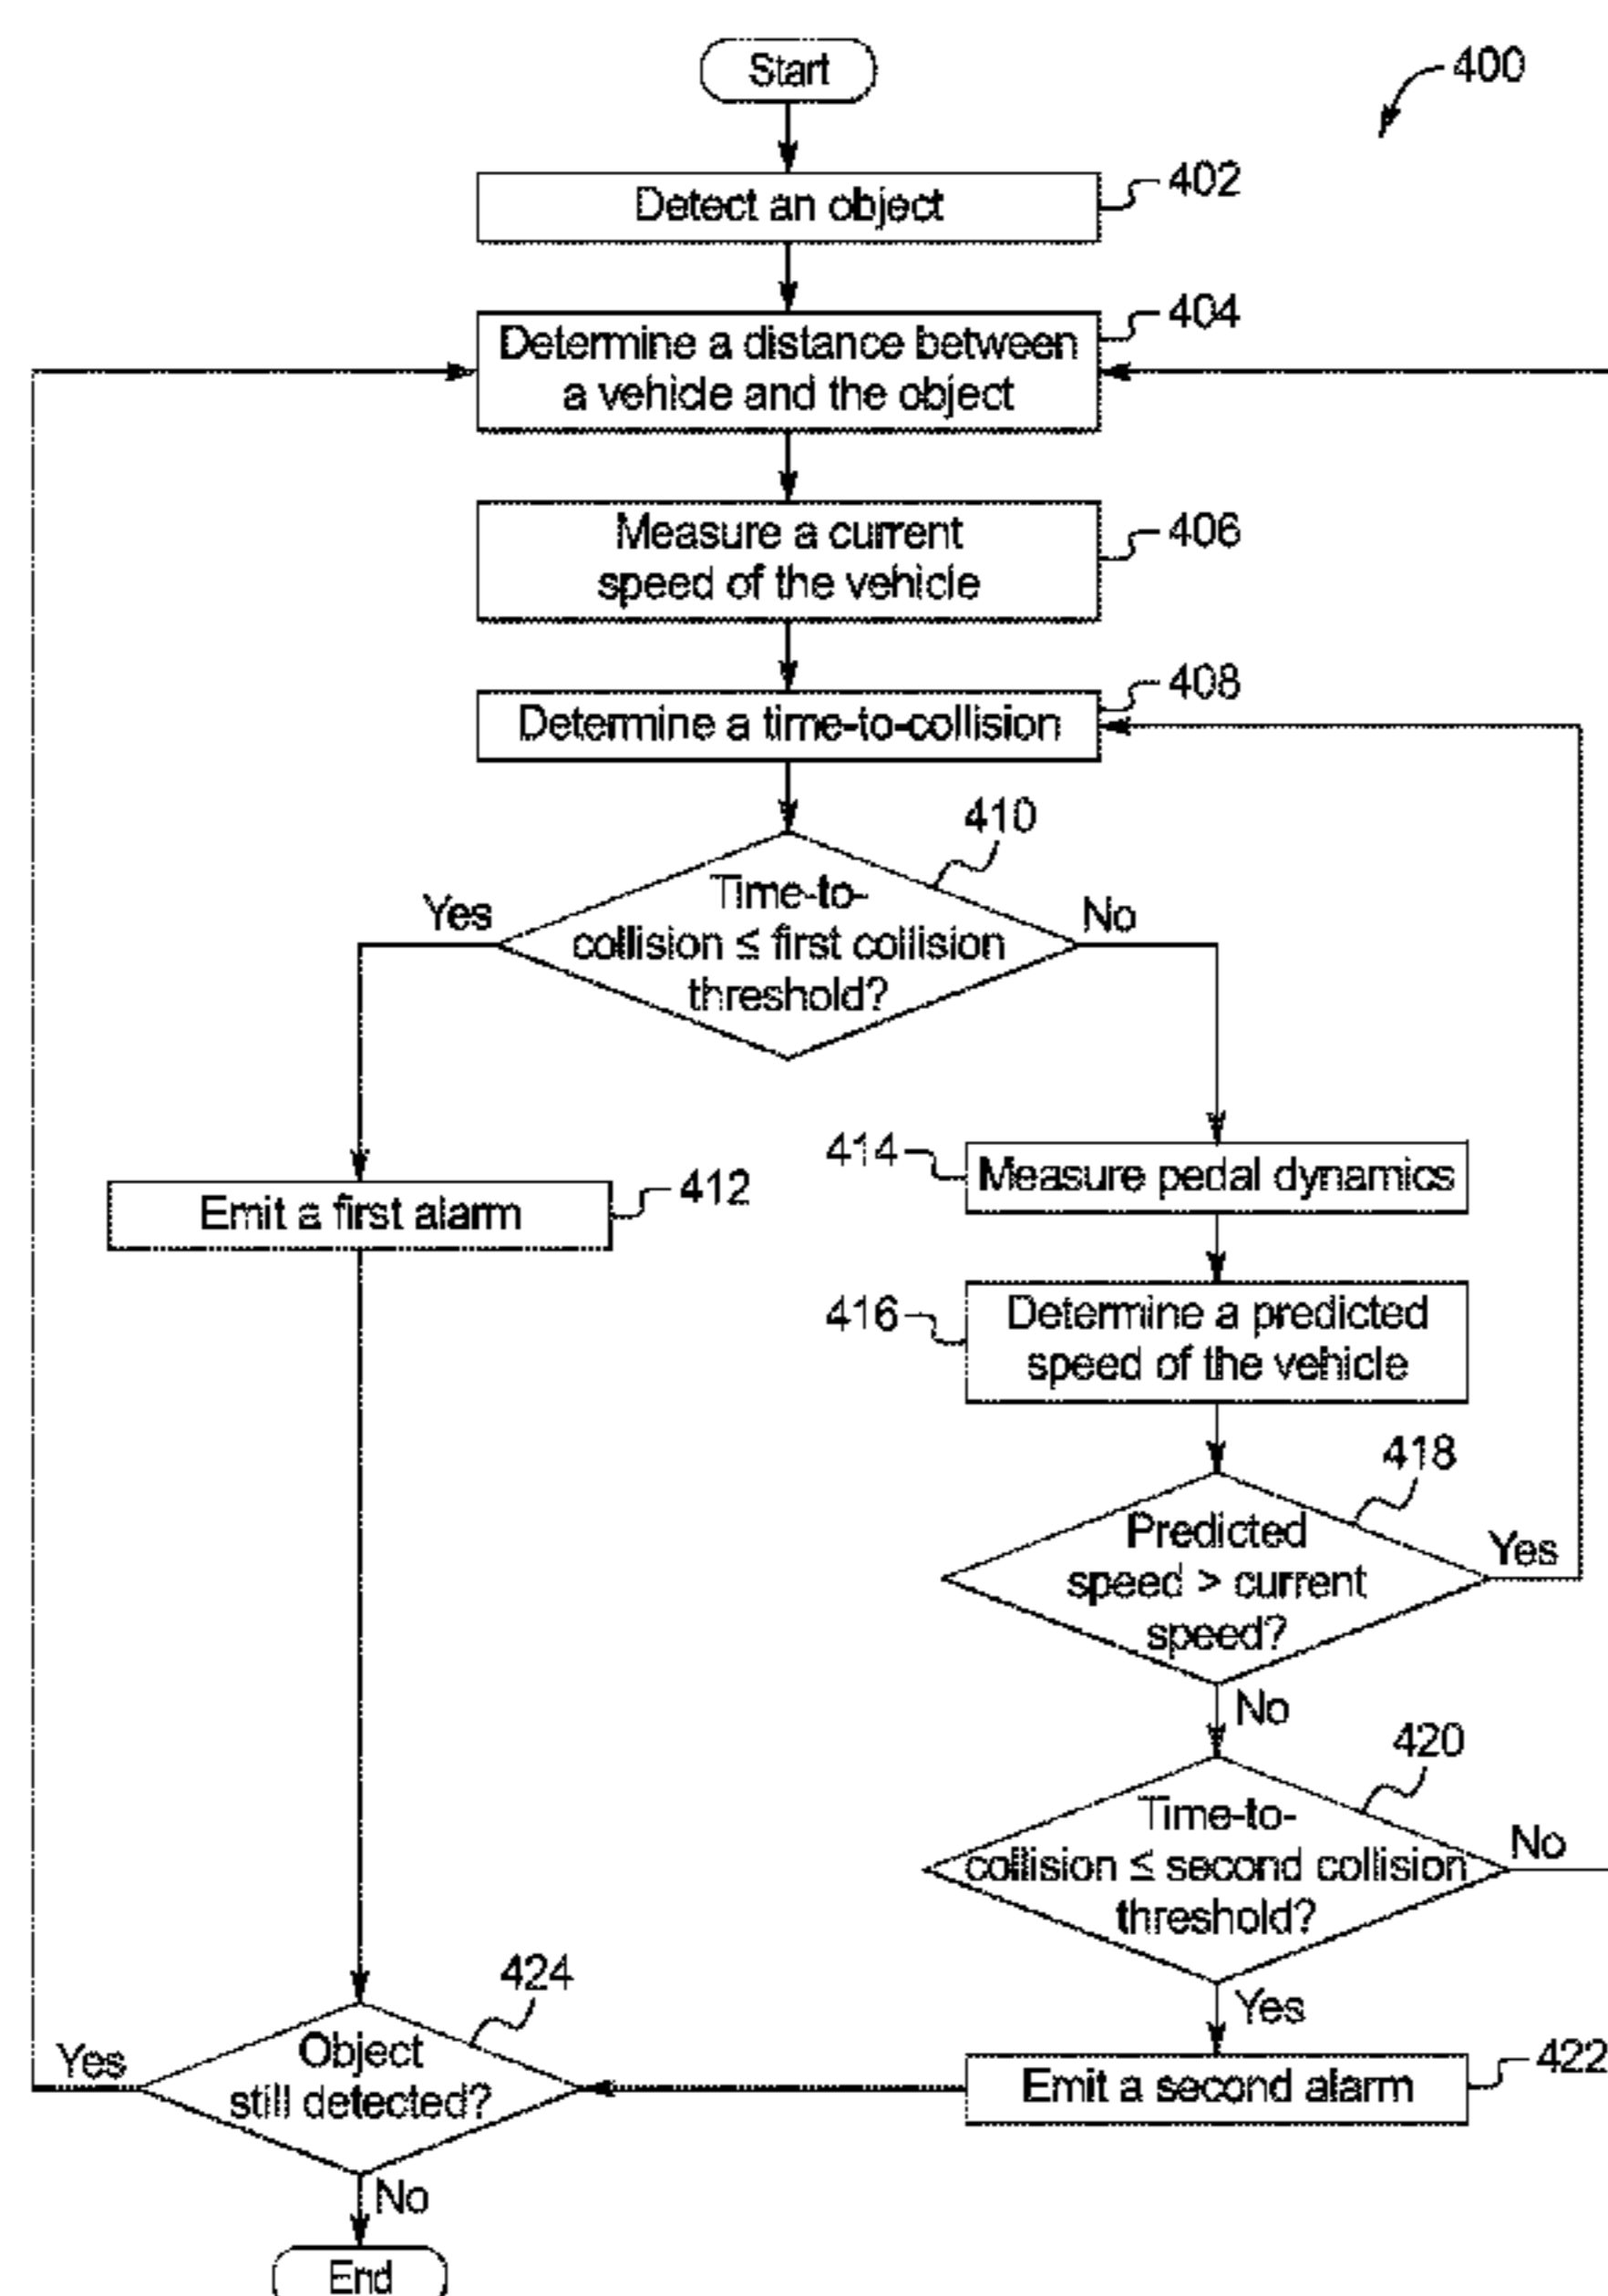 Start
400
Detect an object
402
Determine a distance between
a vehicle and the object
404
Measure a current
speed of the vehicle
406
Determine a time-to-collision
408
410
Time-to-
collision ≤ first collision
threshold?
Yes
No
Emit a first alarm
412
414
Measure pedal dynamics
416
Determine a predicted
speed of the vehicle
418
Predicted
speed > current
speed?
Yes
No
420
Time-to-
collision ≤ second collision
threshold?
No
Yes
422
Emit a second alarm
424
Object
still detected?
Yes
No
End